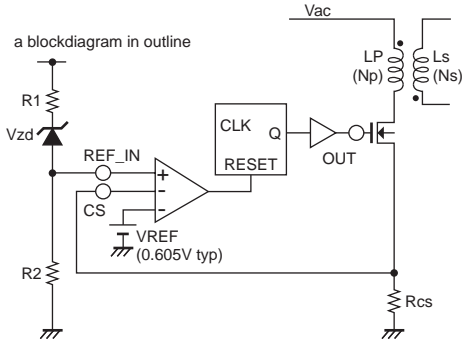 Vac
a blockdiagram in outline
LP
(Np)
Ls
(Ns)
R1
Vzd
CLK
Q
RESET
OUT
REF_IN
CS
+
-
-
VREF
(0.605V typ)
R2
Rcs